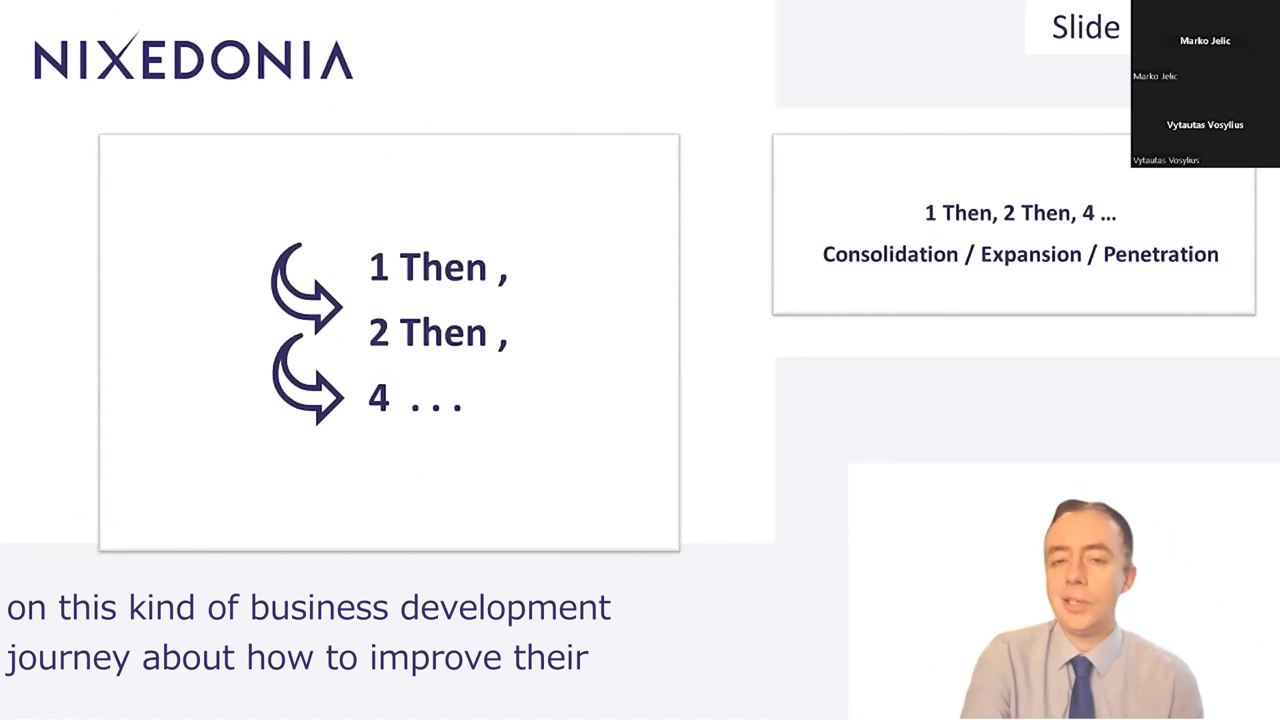 NIXEDONIA
Slide
Marko Jelic
Marko Jelic
Vytautas Vosylius
Vytautas Vosylius
1 Then ,
2 Then ,
4 . . .
1 Then, 2 Then, 4 ...
Consolidation / Expansion / Penetration
on this kind of business development
journey about how to improve their